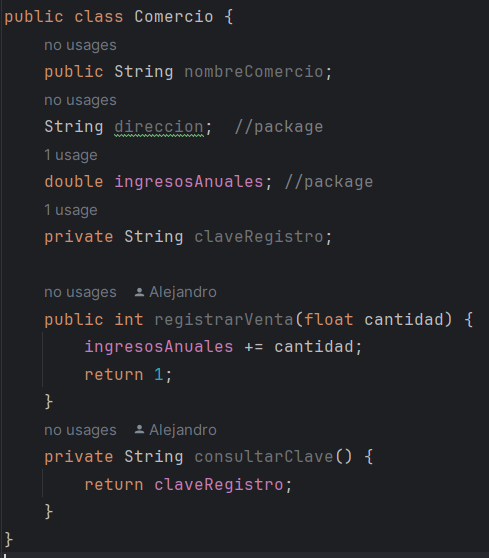 public class Comercio {
no usages
public String nombreComercio;
no usages
String direccion;  //package
1 usage
double ingresosAnuales; //package
1 usage
private String claveRegistro;
no usages   Alejandro
public int registrarVenta(float cantidad) {
ingresosAnuales += cantidad;
return 1;
}
no usages   Alejandro
private String consultarClave() {
return claveRegistro;
}
}